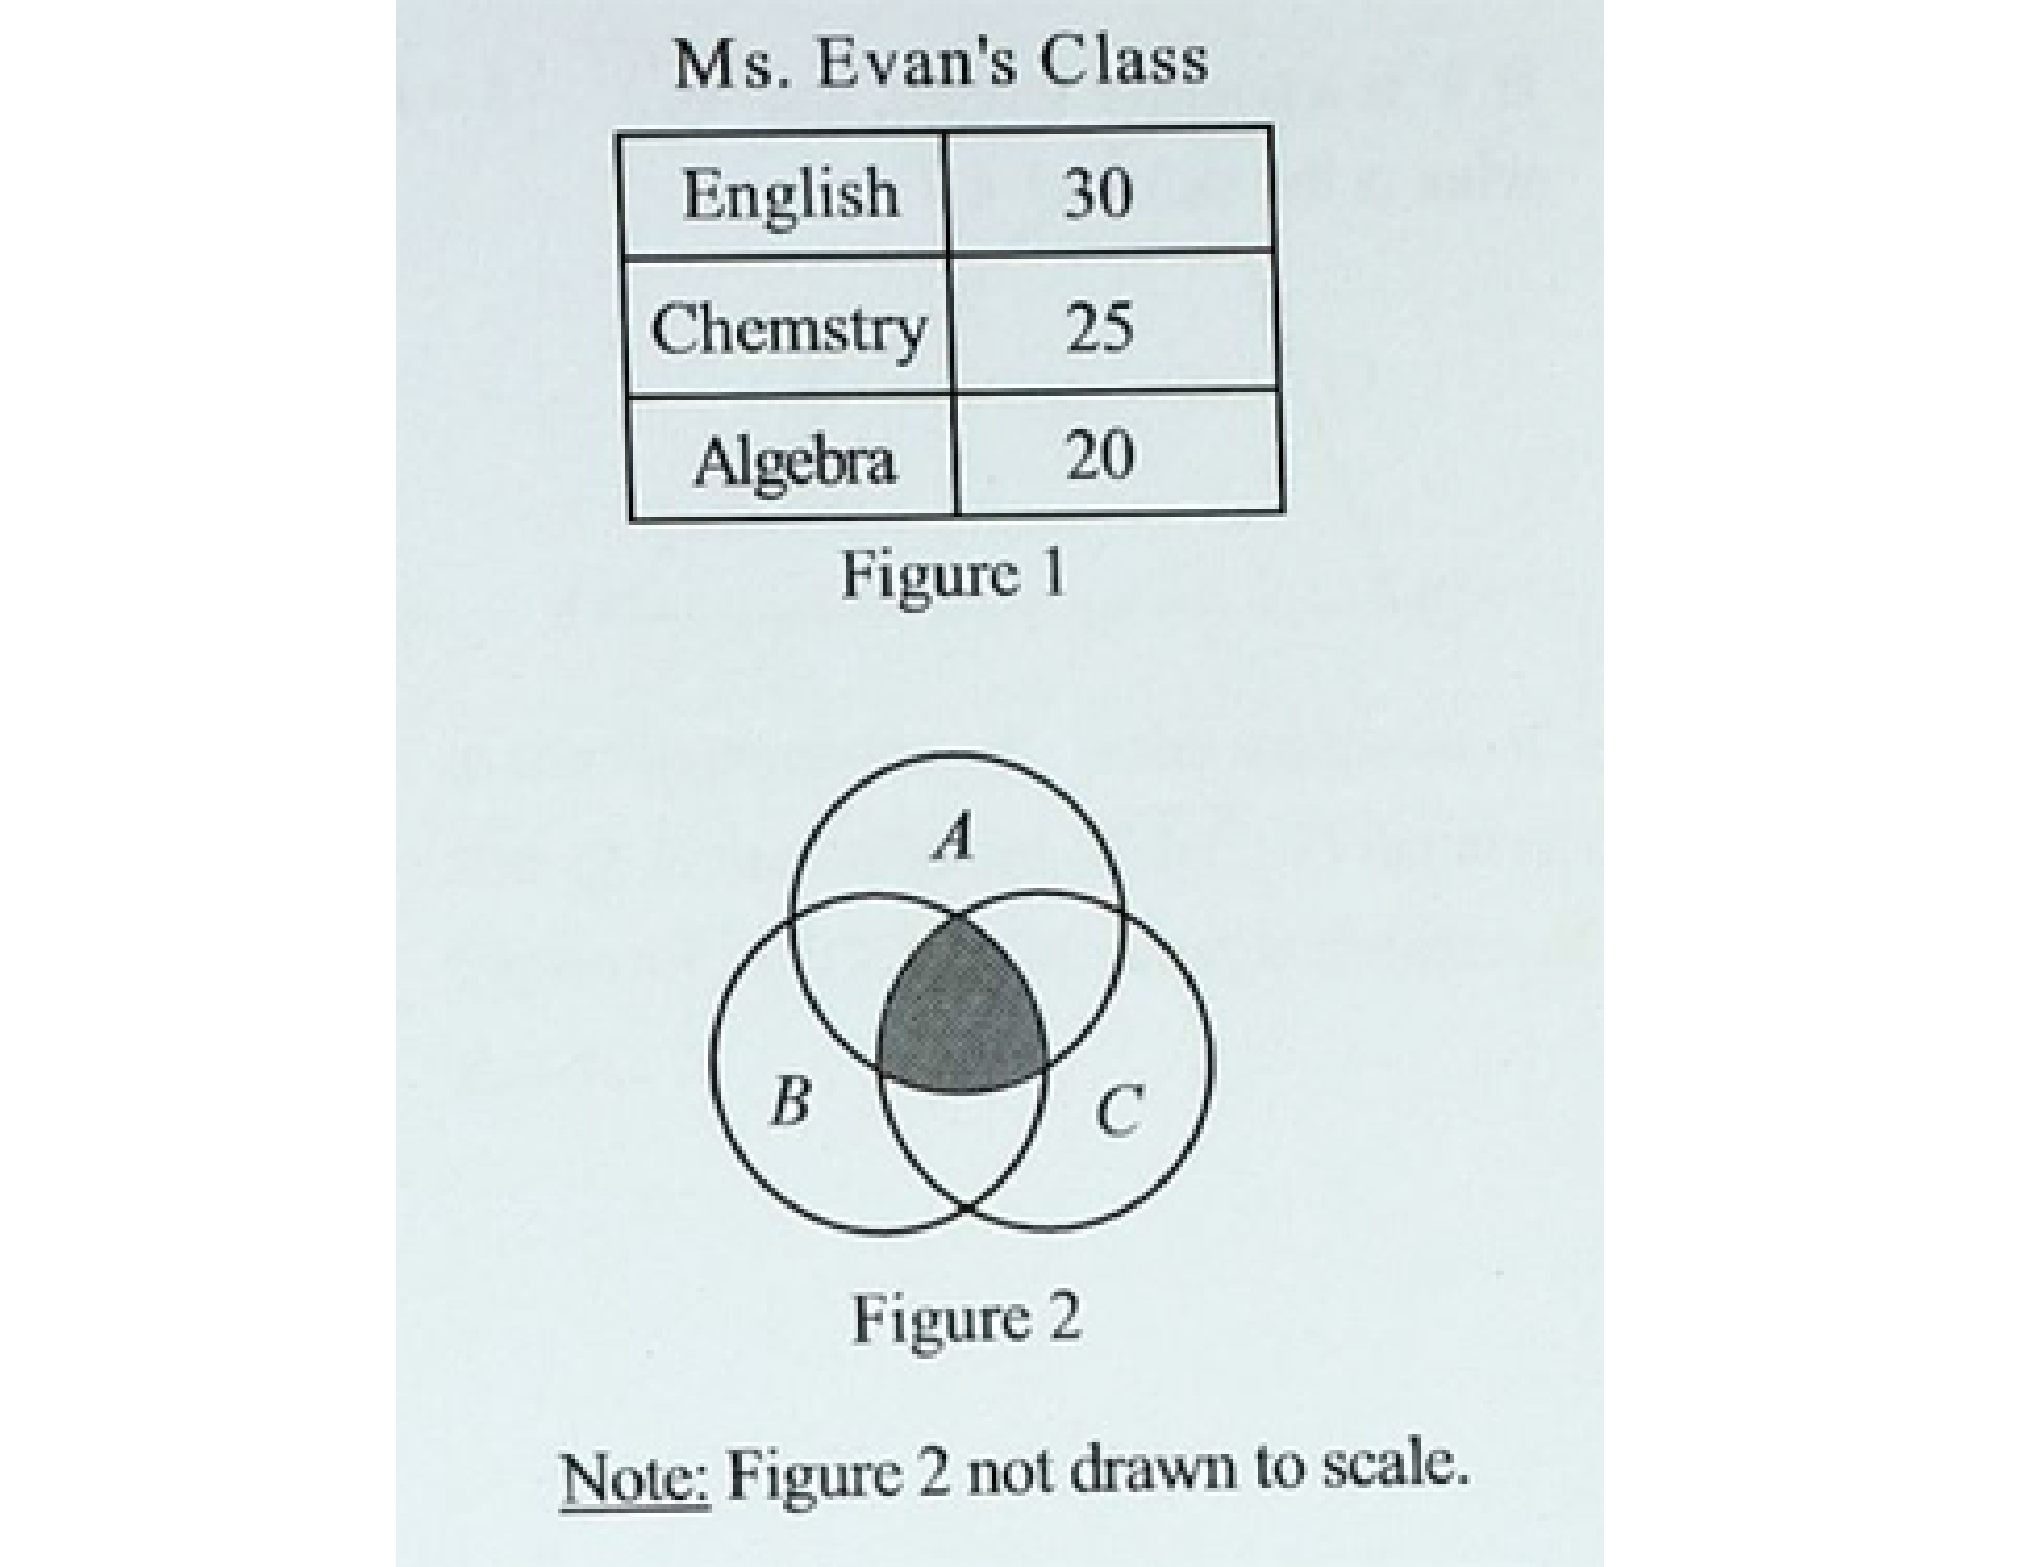 Ms. Evan's Class
English 30
Chemstry 25
Algebra 20
Figure 1
A
B C
Figure 2
Note: Figure 2 not drawn to scale.